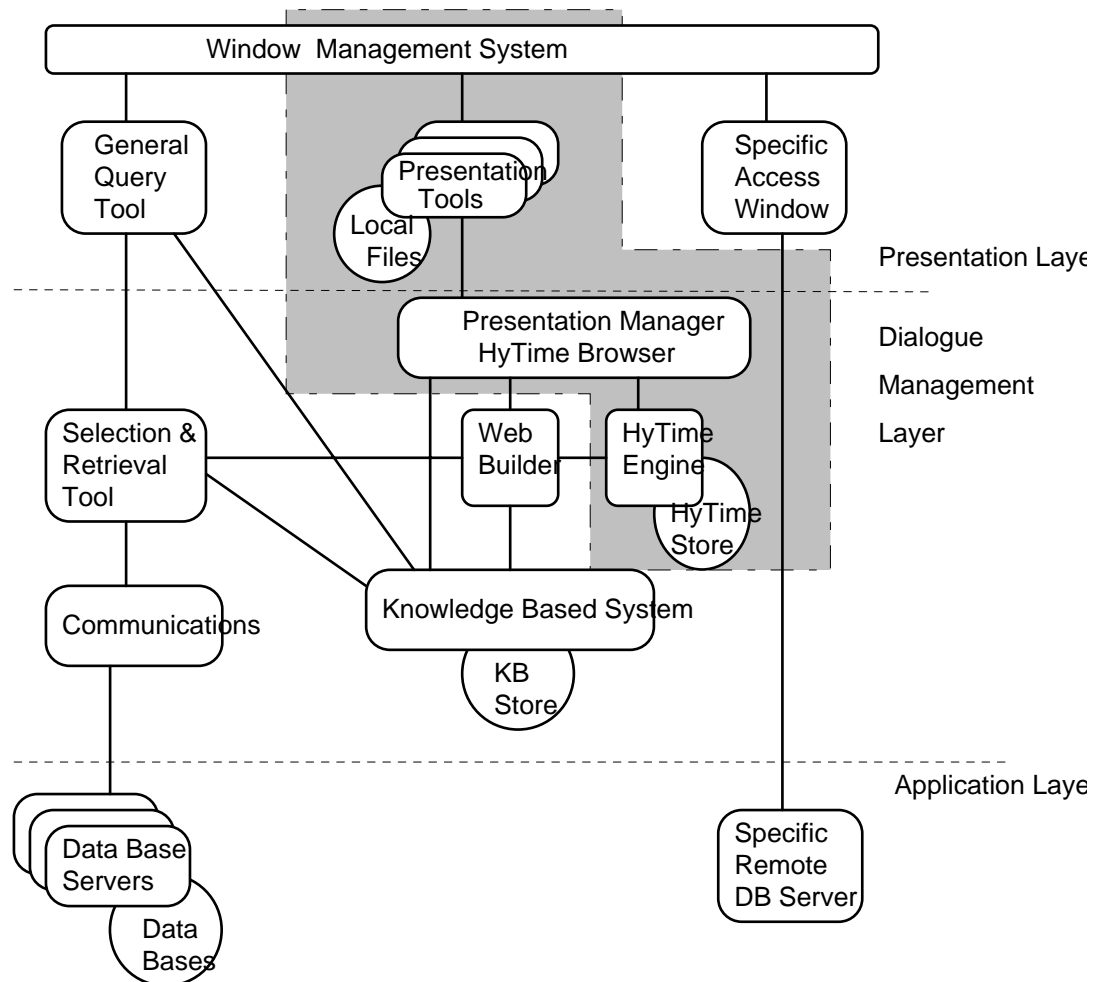 Window Management System
General
Query
Tool
Presentation
Tools
Local
Files
Specific
Access
Window
Presentation Laye
Presentation Manager
HyTime Browser
Dialogue
Management
Layer
Selection &
Retrieval
Tool
Web
Builder
HyTime
Engine
HyTime
Store
Communications
Knowledge Based System
KB
Store
Application Laye
Data Base
Servers
Data
Bases
Specific
Remote
DB Server